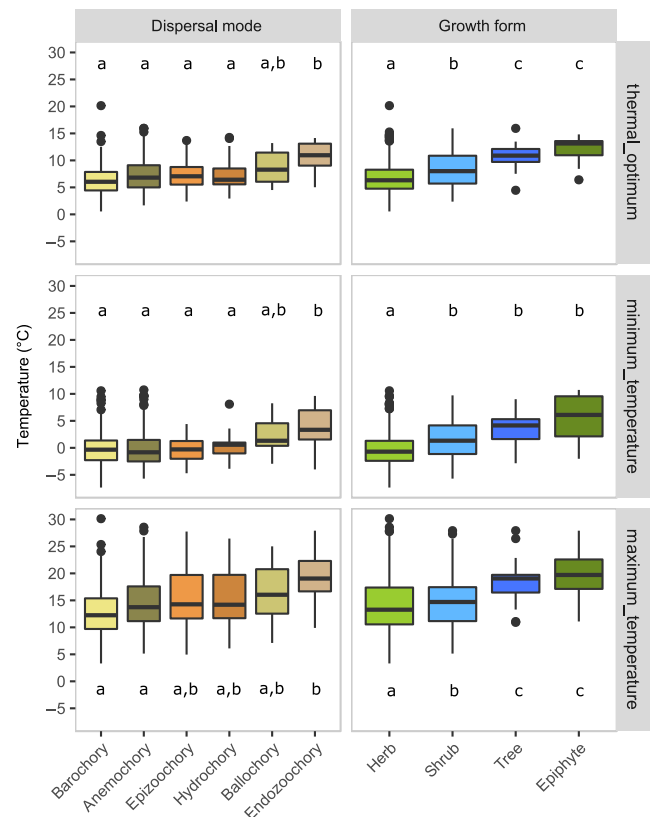 Dispersal mode
Growth form
30
25
20
15
10
5
0
−5
a a a a a,b b
a b c c
thermal_optimum
30
25
20
15
10
5
0
−5
a a a a a,b b
a b b b
minimum_temperature
30
25
20
15
10
5
0
−5
a a a,b a,b a,b b
a b c c
maximum_temperature
Temperature (°C)
Barochory
Anemochory
Epizoochory
Hydrochory
Ballochory
Endozoochory
Herb
Shrub
Tree
Epiphyte